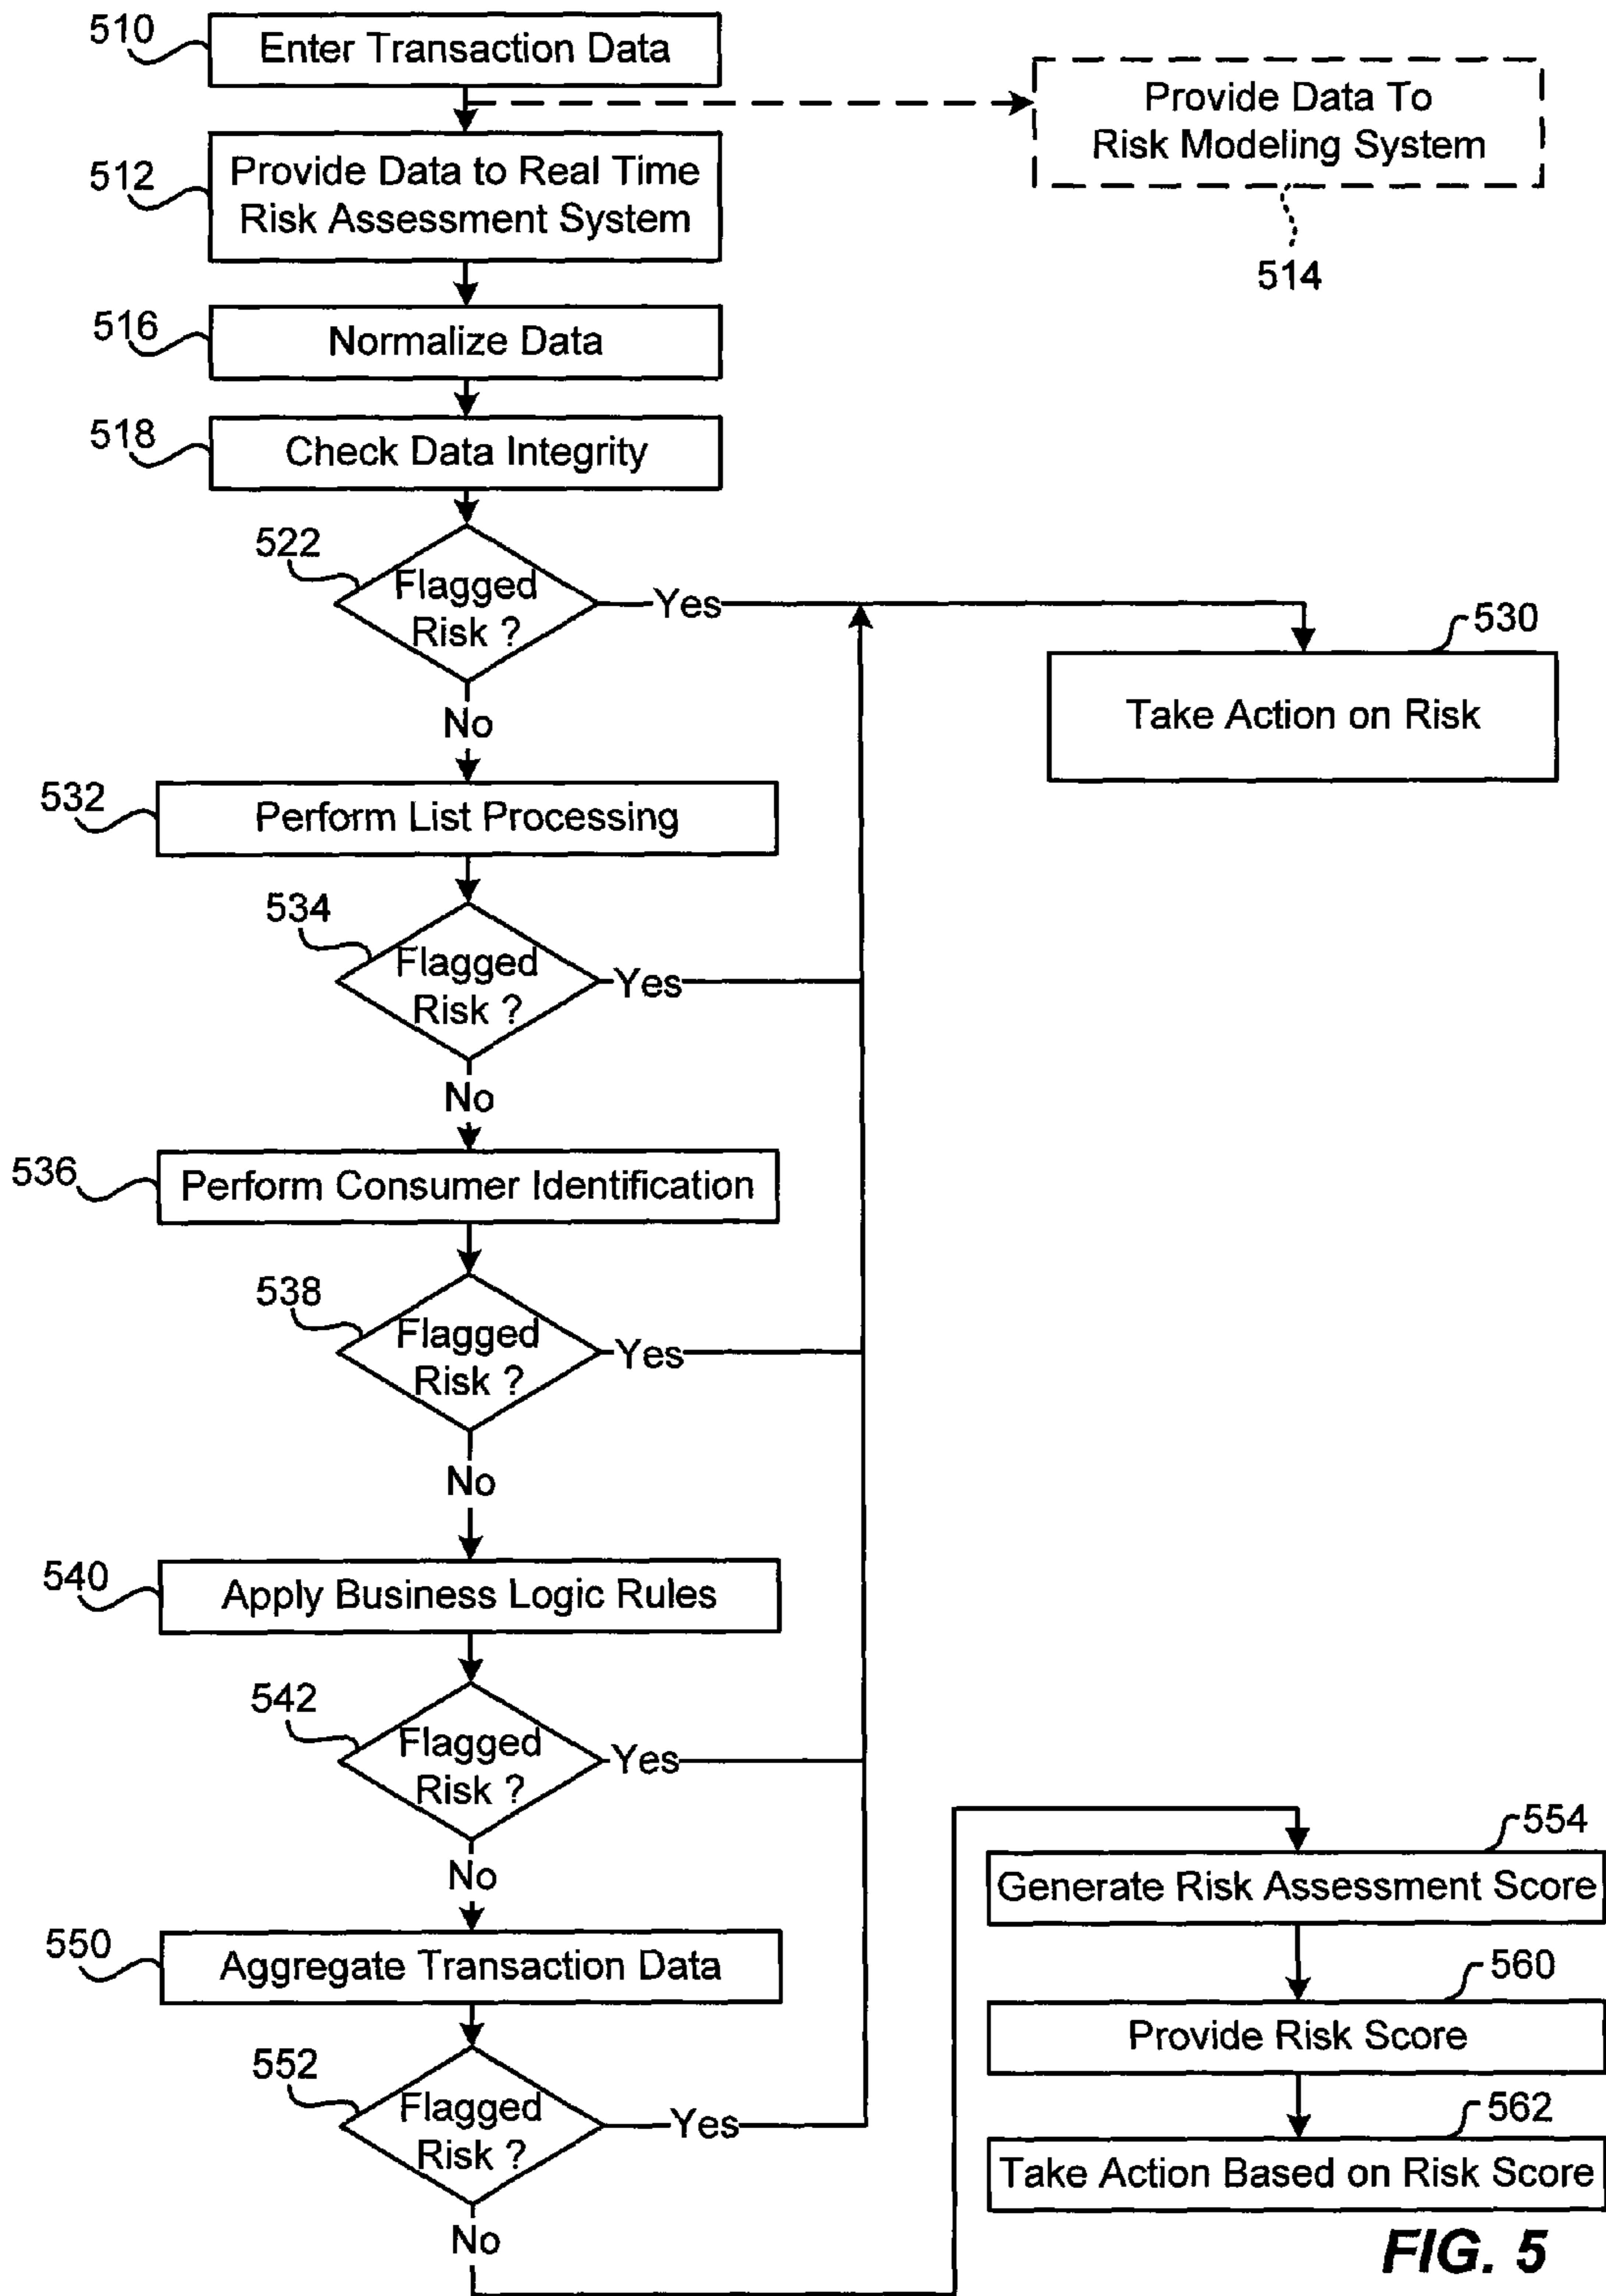 510
Enter Transaction Data
Provide Data To
Risk Modeling System
514
512
Provide Data to Real Time
Risk Assessment System
516
Normalize Data
518
Check Data Integrity
522
Flagged
Risk ?
Yes
No
530
Take Action on Risk
532
Perform List Processing
534
Flagged
Risk ?
Yes
No
536
Perform Consumer Identification
538
Flagged
Risk ?
Yes
No
540
Apply Business Logic Rules
542
Flagged
Risk ?
Yes
No
550
Aggregate Transaction Data
552
Flagged
Risk ?
Yes
No
554
Generate Risk Assessment Score
560
Provide Risk Score
562
Take Action Based on Risk Score
FIG. 5